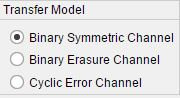 Transfer Model
Binary Symmetric Channel
Binary Erasure Channel
Cyclic Error Channel